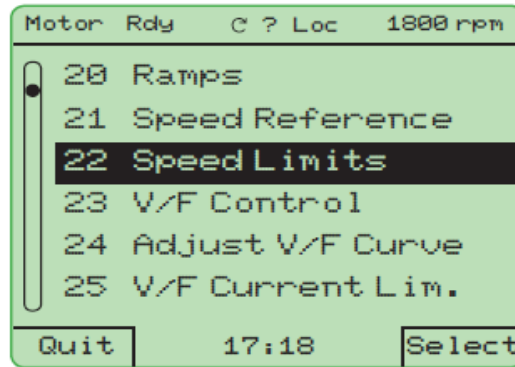 Motor Rdy C ? Loc 1800 rpm
20 Ramps
21 Speed Reference
22 Speed Limits
23 V/F Control
24 Adjust V/F Curve
25 V/F Current Lim.
Quit 17:18 Select